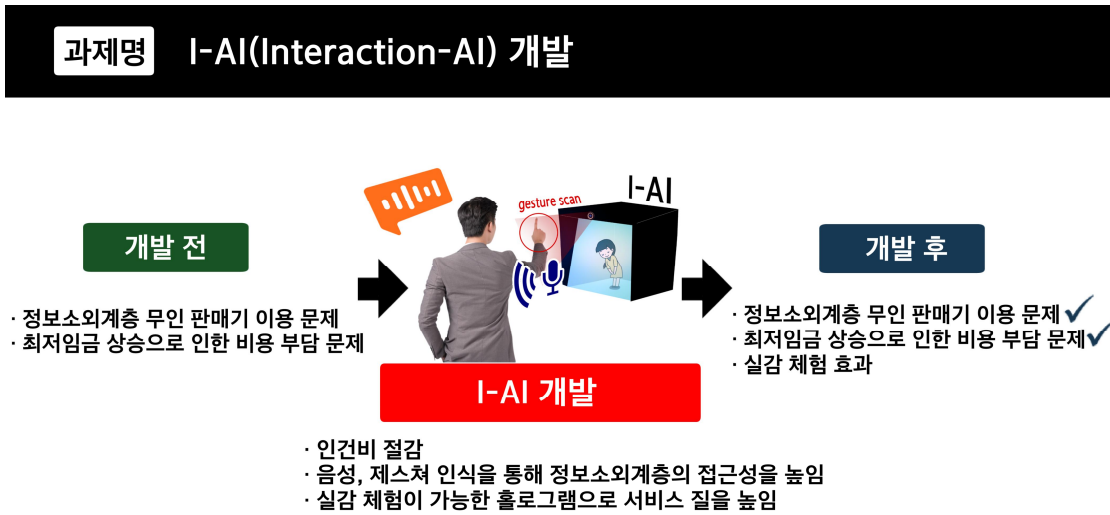 과제명 I-AI(Interaction-AI) 개발
I-AI
gesture scan
개발 전
· 정보소외계층 무인 판매기 이용 문제
· 최저임금 상승으로 인한 비용 부담 문제
I-AI 개발
· 인건비 절감
· 음성, 제스쳐 인식을 통해 정보소외계층의 접근성을 높임
· 실감 체험이 가능한 홀로그램으로 서비스 질을 높임
개발 후
· 정보소외계층 무인 판매기 이용 문제
· 최저임금 상승으로 인한 비용 부담 문제
· 실감 체험 효과